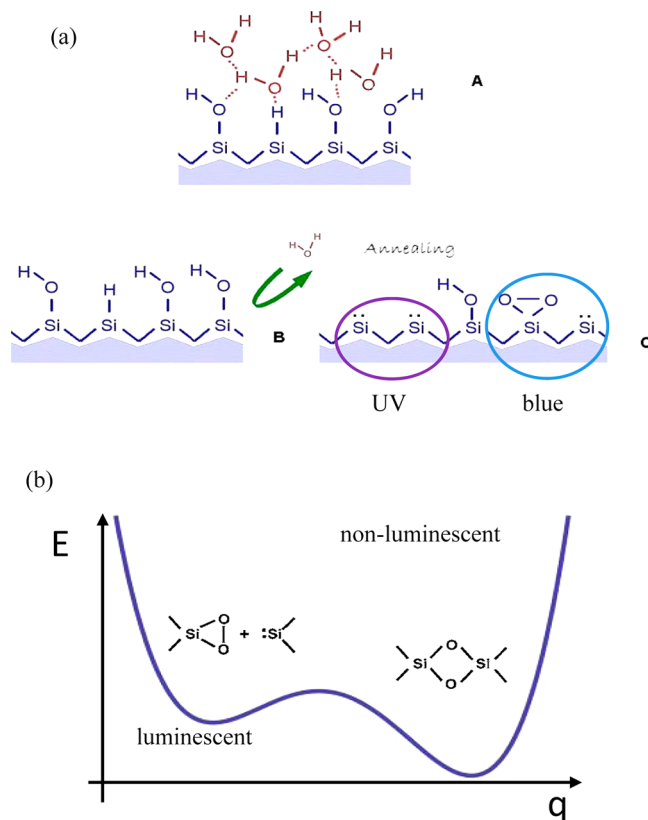 (a)
H H O H O H
H H O H H O
H O H O O H
Si Si Si Si
A
H H Annealing
O
H O H H O H O
Si Si Si Si
B
H O O O
: Si : Si Si Si : Si
C
UV blue
(b)
E
non-luminescent
Si O O + :Si
O Si Si O
luminescent
q